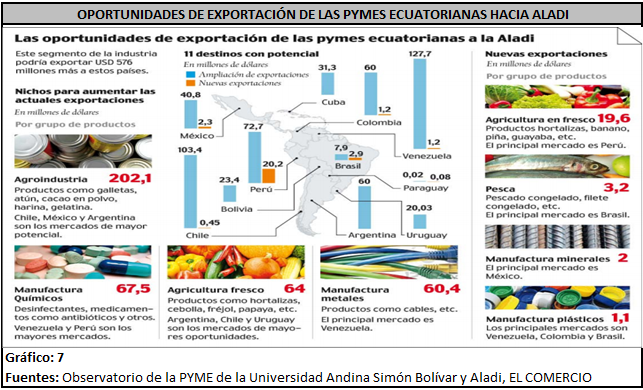 OPORTUNIDADES DE EXPORTACIÓN DE LAS PYMES ECUATORIANAS HACIA ALADI
Las oportunidades de exportación de las pymes ecuatorianas a la Aladi
Este segmento de la industria
podría exportar USD 576
millones más a estos países.
Nichos para aumentar las
actuales exportaciones
En millones de dólares
Por grupo de productos
Agroindustria 202,1
Productos como galletas,
atún, cacao en polvo,
harina, gelatina.
Chile, México y Argentina
son los mercados de mayor
potencial.
11 destinos con potencial
En millones de dólares
Ampliación de exportaciones
Nuevas exportaciones
40,8
2,3
México
31,3
Cuba
60
1,2
Colombia
127,7
1,2
Venezuela
103,4
0,45
Chile
23,4
Bolivia
72,7
20,2
Perú
7,9
2,9
Brasil
0,02
0,08
Paraguay
60
Argentina
20,03
Uruguay
Nuevas exportaciones
En millones de dólares
Por grupo de productos
Agricultura en fresco 19,6
Productos hortalizas, banano,
piña, guayaba, etc.
El principal mercado es Perú.
Pesca 3,2
Pescado congelado, filete
congelado, etc.
El principal mercado es Brasil.
Manufactura minerales 2
El principal mercado es
México.
Manufactura plásticos 1,1
Los principales mercados son
Venezuela, Colombia y Brasil.
Manufactura 67,5
Químicos
Desinfectantes, medicamen-
tos como antibióticos y otros.
Venezuela y Perú son los
mayores mercados.
Agricultura fresco 64
Productos como hortalizas,
cebolla, fréjol, papaya, etc.
Argentina, Chile y Uruguay
son los mercados de mayo-
res oportunidades.
Manufactura 60,4
metales
Productos como cables, etc.
El principal mercado es
Venezuela.
Gráfico: 7
Fuentes: Observatorio de la PYME de la Universidad Andina Simón Bolívar y Aladi, EL COMERCIO